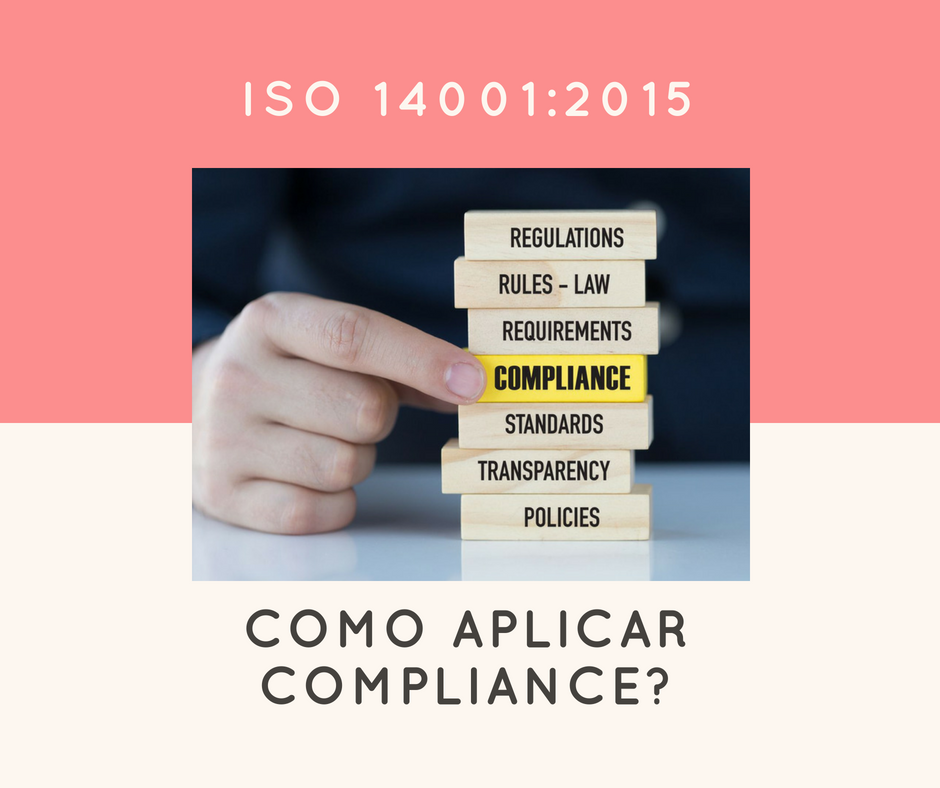 ISO 14001:2015
REGULATIONS
RULES - LAW
REQUIREMENTS
COMPLIANCE
STANDARDS
TRANSPARENCY
POLICIES
COMO APLICAR
COMPLIANCE?